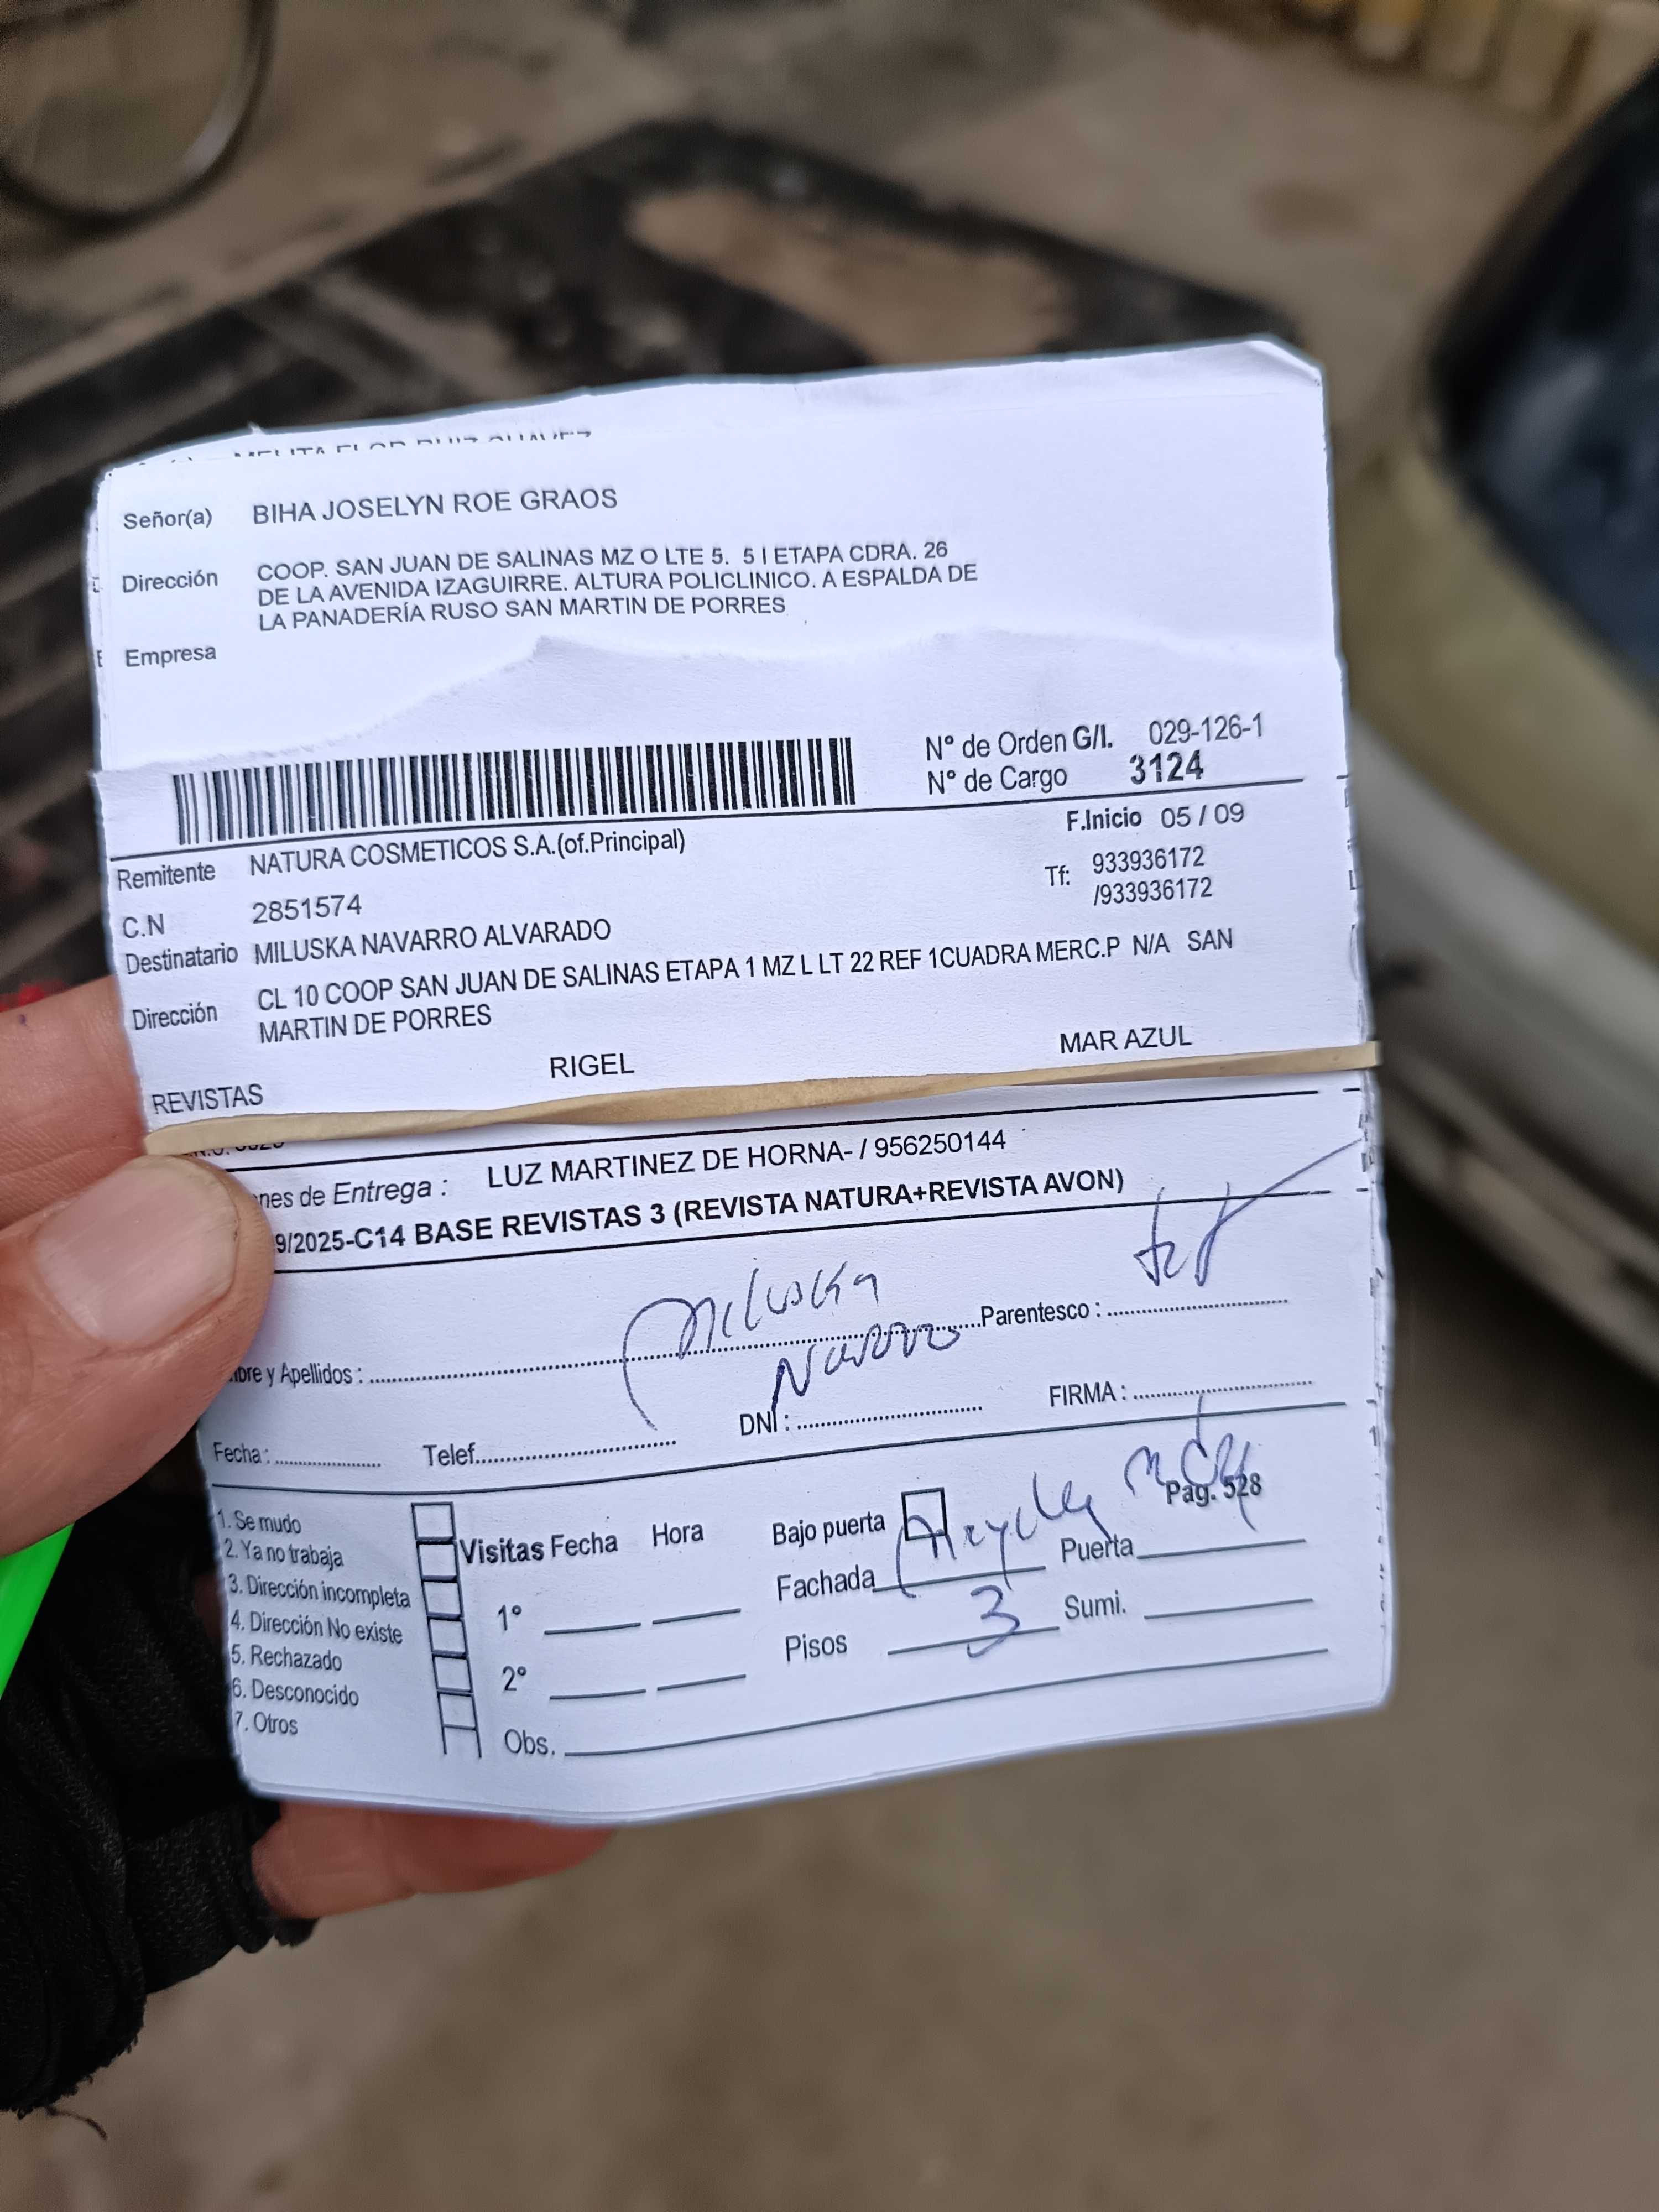 MELITA FLOR RUIZ CHAVEZ
Señor(a) BIHA JOSELYN ROE GRAOS
Dirección COOP. SAN JUAN DE SALINAS MZ O LTE 5. 5 I ETAPA CDRA. 26
DE LA AVENIDA IZAGUIRRE. ALTURA POLICLINICO. A ESPALDA DE
LA PANADERÍA RUSO SAN MARTIN DE PORRES
Empresa
N° de Orden G/I. 029-126-1
N° de Cargo 3124
F.Inicio 05 / 09
Remitente NATURA COSMETICOS S.A.(of.Principal)
Tf: 933936172
/933936172
C.N 2851574
Destinatario MILUSKA NAVARRO ALVARADO
Dirección CL 10 COOP SAN JUAN DE SALINAS ETAPA 1 MZ L LT 22 REF 1CUADRA MERC.P N/A SAN
MARTIN DE PORRES
REVISTAS RIGEL MAR AZUL
nes de Entrega : LUZ MARTINEZ DE HORNA- / 956250144
9/2025-C14 BASE REVISTAS 3 (REVISTA NATURA+REVISTA AVON)
Miluska
bre y Apellidos : Navarro Parentesco :
Fecha : Telef. DNI : FIRMA :
Pag. 528
1. Se mudo
2. Ya no trabaja
3. Dirección incompleta
4. Dirección No existe
5. Rechazado
6. Desconocido
7. Otros
Visitas Fecha Hora
1°
2°
Obs.
Bajo puerta
Fachada Puerta
Pisos 3 Sumi.